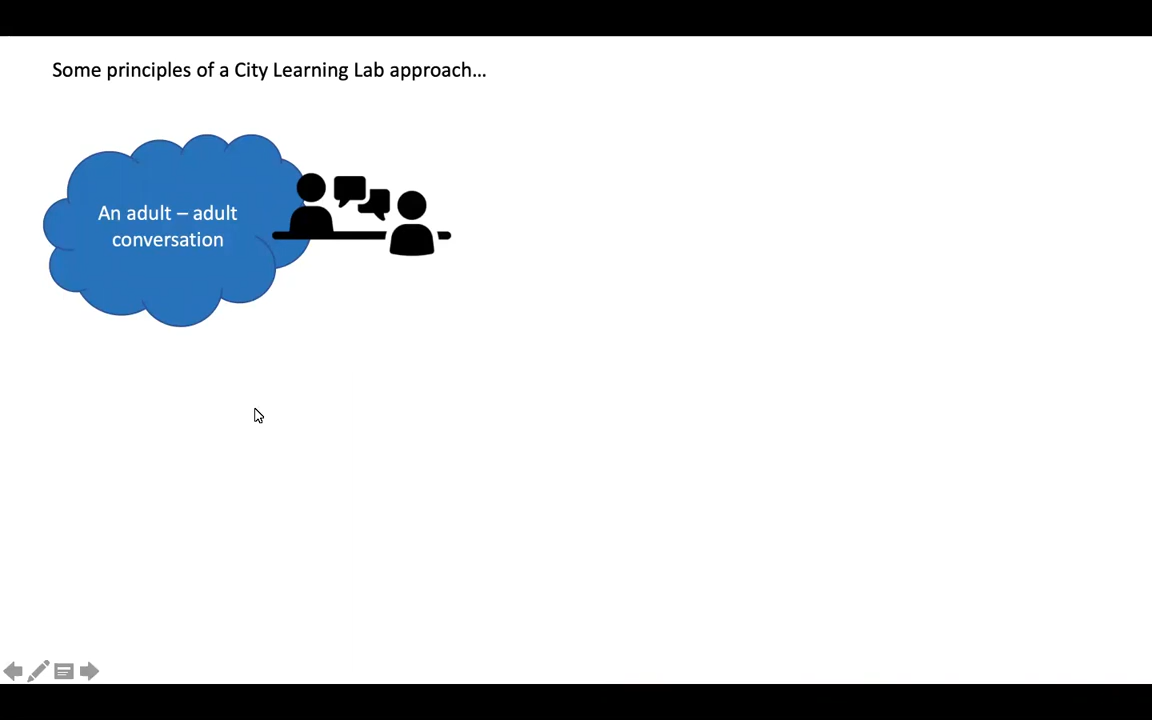 Some principles of a City Learning Lab approach...
An adult – adult
conversation